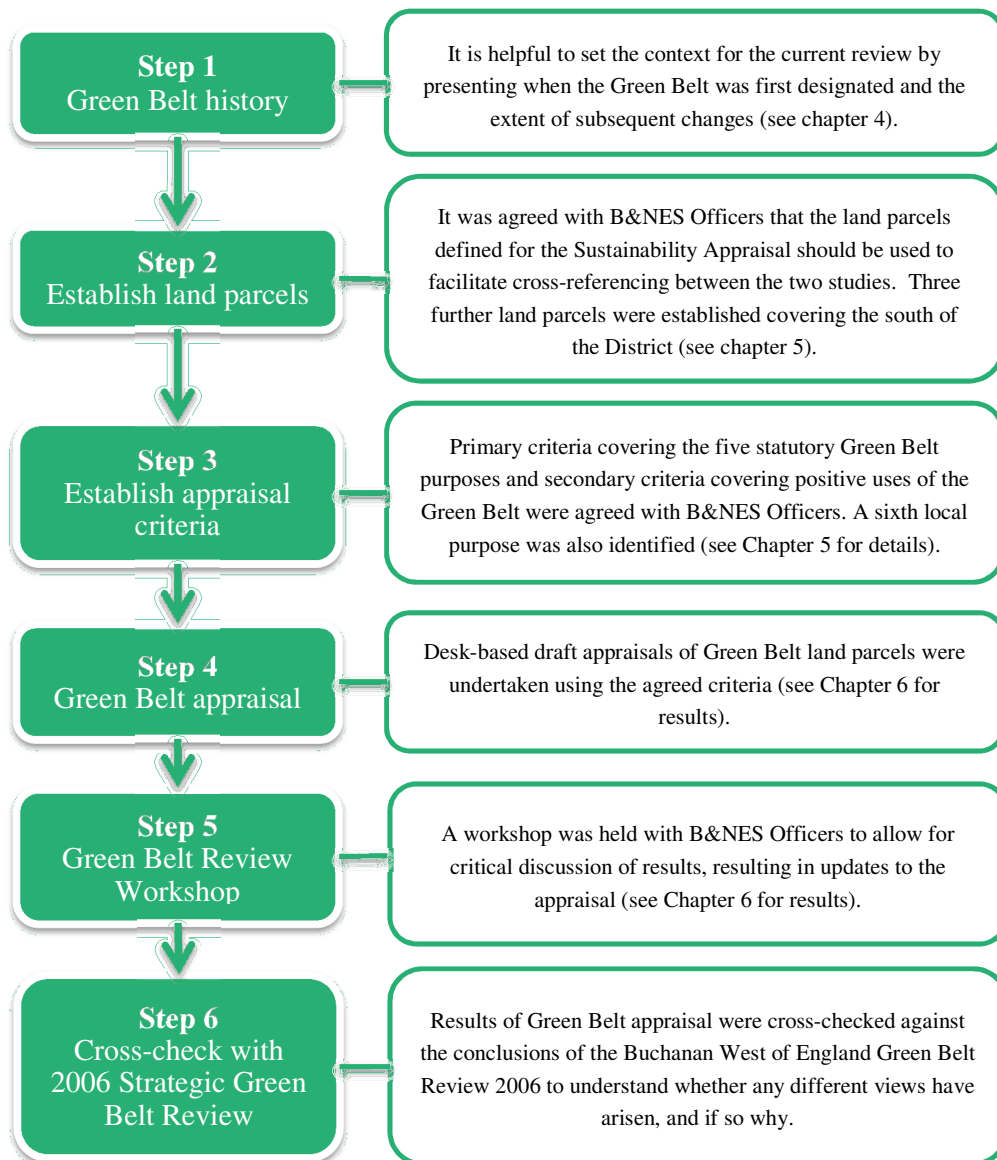 Step 1
Green Belt history
It is helpful to set the context for the current review by
presenting when the Green Belt was first designated and the
extent of subsequent changes (see chapter 4).
Step 2
Establish land parcels
It was agreed with B&NES Officers that the land parcels
defined for the Sustainability Appraisal should be used to
facilitate cross-referencing between the two studies.  Three
further land parcels were established covering the south of
the District (see chapter 5).
Step 3
Establish appraisal
criteria
Primary criteria covering the five statutory Green Belt
purposes and secondary criteria covering positive uses of the
Green Belt were agreed with B&NES Officers. A sixth local
purpose was also identified (see Chapter 5 for details).
Step 4
Green Belt appraisal
Desk-based draft appraisals of Green Belt land parcels were
undertaken using the agreed criteria (see Chapter 6 for
results).
Step 5
Green Belt Review
Workshop
A workshop was held with B&NES Officers to allow for
critical discussion of results, resulting in updates to the
appraisal (see Chapter 6 for results).
Step 6
Cross-check with
2006 Strategic Green
Belt Review
Results of Green Belt appraisal were cross-checked against
the conclusions of the Buchanan West of England Green Belt
Review 2006 to understand whether any different views have
arisen, and if so why.